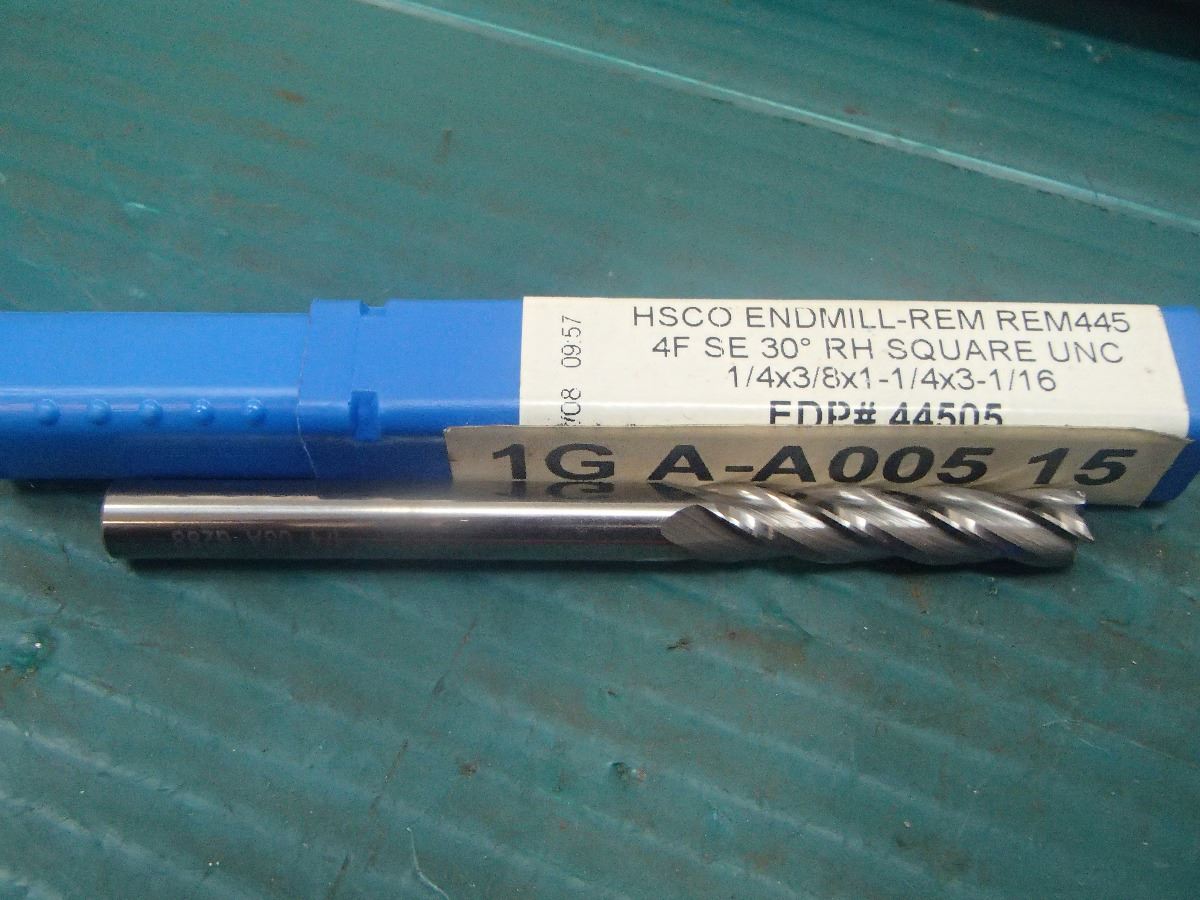 HSCO ENDMILL-REM REM445
4F SE 30° RH SQUARE UNC
1/4x3/8x1-1/4x3-1/16
EDP# 44505
09:57
1G A-A005 15